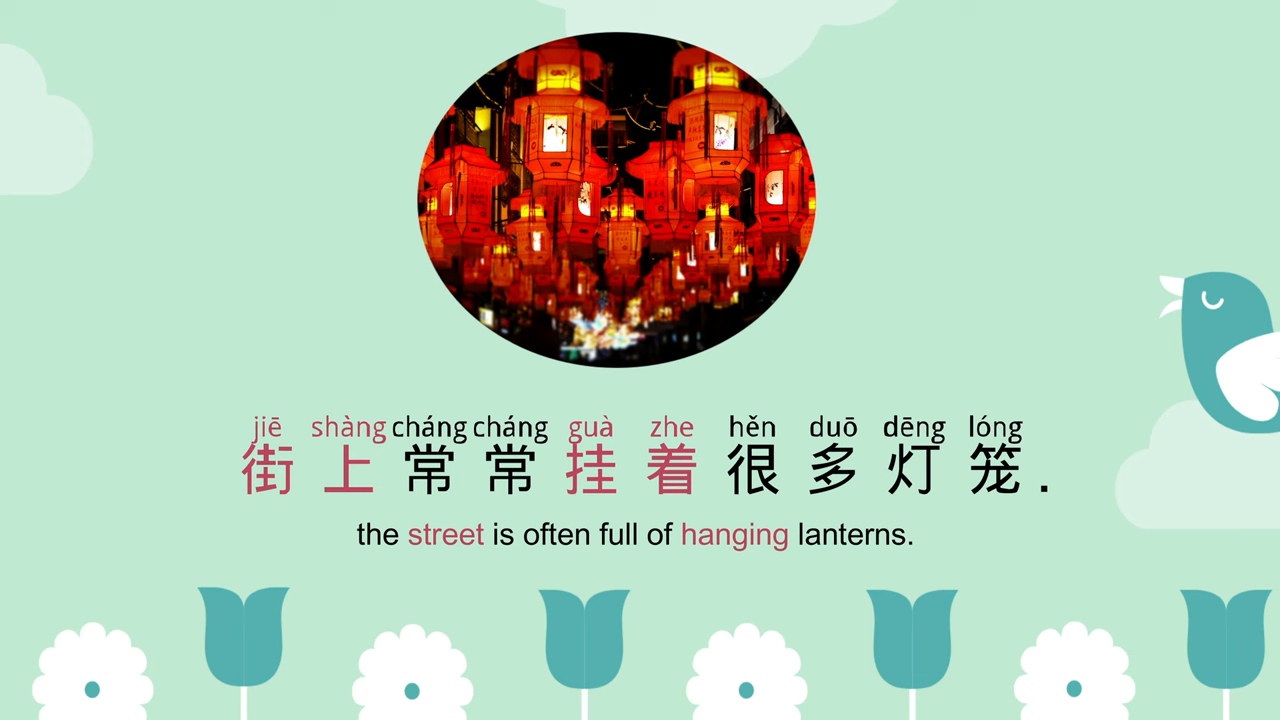 jiē shàng cháng cháng guà zhe hěn duō dēng lóng
街上常常挂着很多灯笼.
the street is often full of hanging lanterns.